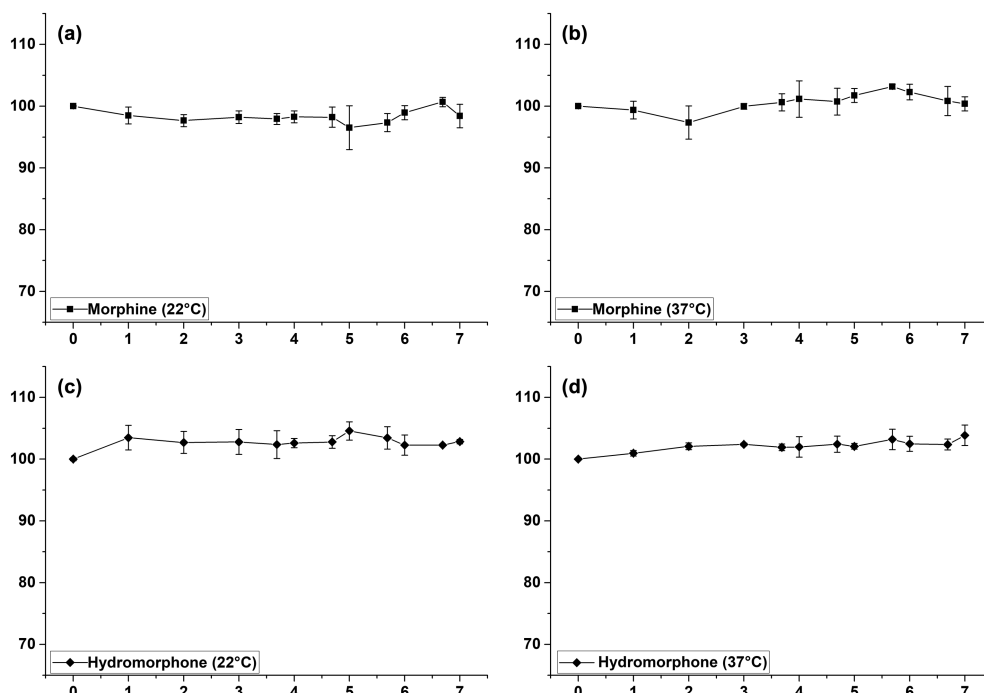 (a)
110
100
90
80
70
Morphine (22°C)
0 1 2 3 4 5 6 7
(b)
110
100
90
80
70
Morphine (37°C)
0 1 2 3 4 5 6 7
(c)
110
100
90
80
70
Hydromorphone (22°C)
0 1 2 3 4 5 6 7
(d)
110
100
90
80
70
Hydromorphone (37°C)
0 1 2 3 4 5 6 7